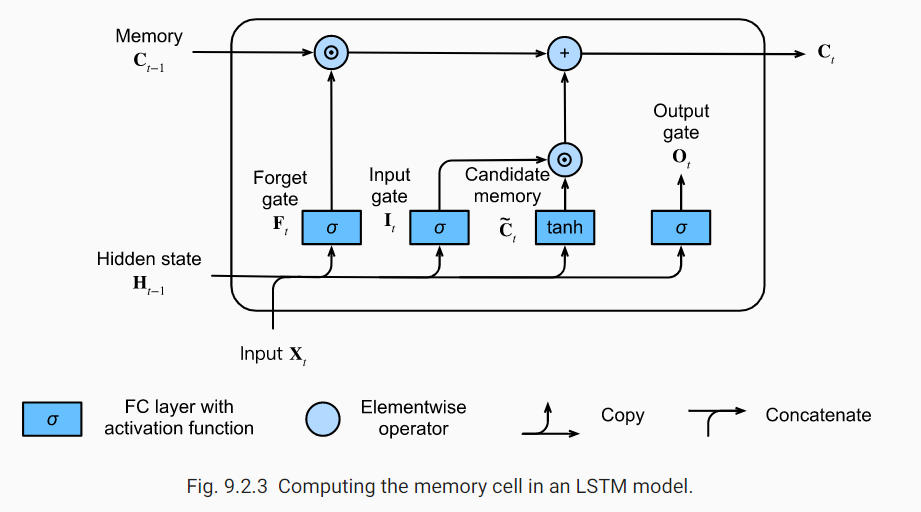 Memory
C_{t−1}
C_t
Output
gate
O_t
Forget
gate
F_t
Input
gate
I_t
Candidate
memory
C̃_t
σ
σ
tanh
σ
Hidden state
H_{t−1}
Input X_t
σ
FC layer with
activation function
Elementwise
operator
Copy
Concatenate
Fig. 9.2.3 Computing the memory cell in an LSTM model.